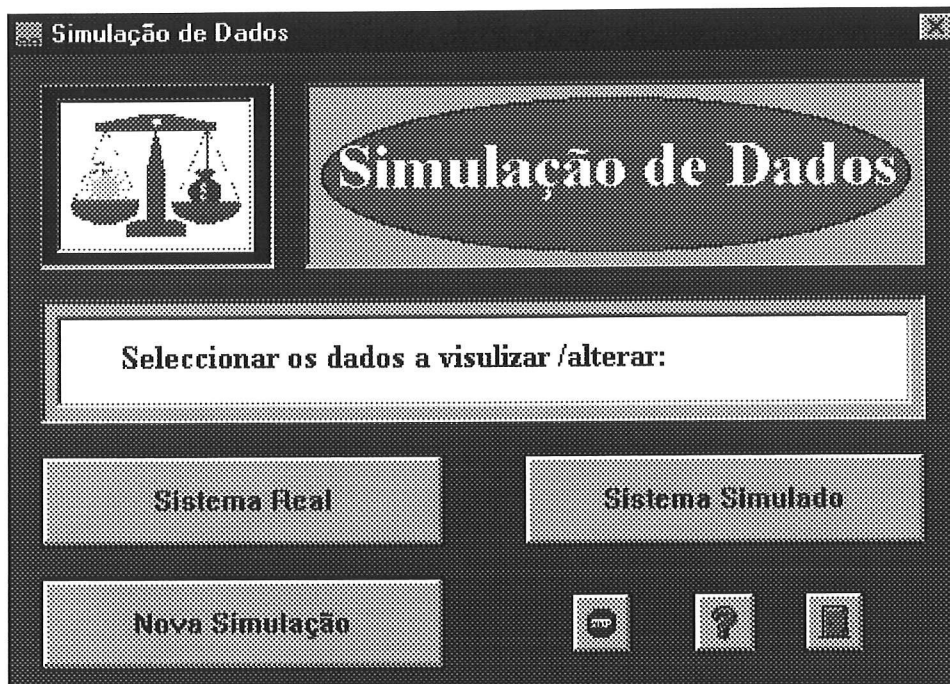 Simulação de Dados
Simulação de Dados
Seleccionar os dados a visulizar /alterar:
Sistema Real
Sistema Simulado
Nova Simulação
STOP
?